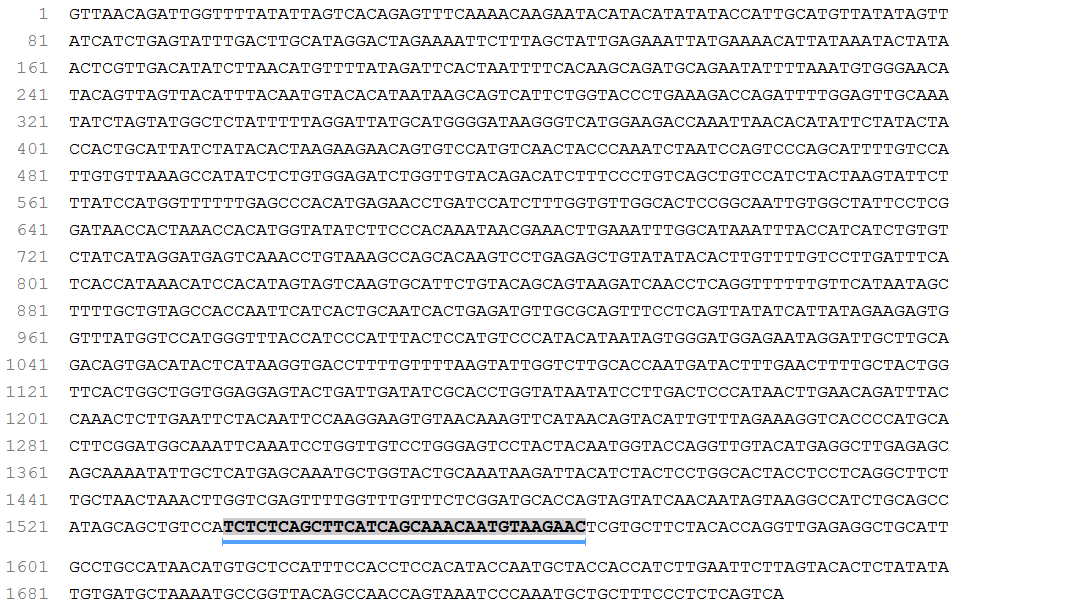 1 GTTAACAGATTGGTTTTATATTAGTCACAGAGTTTCAAAACAAGAATACATACATATATACCATTGCATGTTATATAGTT
81 ATCATCTGAGTATTTGACTTGCATAGGACTAGAAAATTCTTTAGCTATTGAGAAATTATGAAAACATTATAAATACTATA
161 ACTCGTTGACATATCTTAACATGTTTTATAGATTCACTAATTTTCACAAGCAGATGCAGAATATTTTAAATGTGGGAACA
241 TACAGTTAGTTACATTTACAATGTACACATAATAAGCAGTCATTCTGGTACCCTGAAAGACCAGATTTTGGAGTTGCAAA
321 TATCTAGTATGGCTCTATTTTTAGGATTATGCATGGGGATAAGGGTCATGGAAGACCAAATTAACACATATTCTATACTA
401 CCACTGCATTATCTATACACTAAGAAGAACAGTGTCCATGTCAACTACCCAAATCTAATCCAGTCCCAGCATTTTGTCCA
481 TTGTGTTAAAGCCATATCTCTGTGGAGATCTGGTTGTACAGACATCTTTCCCTGTCAGCTGTCCATCTACTAAGTATTCT
561 TTATCCATGGTTTTTTGAGCCCACATGAGAACCTGATCCATCTTTGGTGTTGGCACTCCGGCAATTGTGGCTATTCCTCG
641 GATAACCACTAAACCACATGGTATATCTTCCCACAAATAACGAAACTTGAAATTTGGCATAAATTTACCATCATCTGTGT
721 CTATCATAGGATGAGTCAAACCTGTAAAGCCAGCACAAGTCCTGAGAGCTGTATATACACTTGTTTTGTCCTTGATTTCA
801 TCACCATAAACATCCACATAGTAGTCAAGTGCATTCTGTACAGCAGTAAGATCAACCTCAGGTTTTTTGTTCATAATAGC
881 TTTTGCTGTAGCCACCAATTCATCACTGCAATCACTGAGATGTTGCGCAGTTTCCTCAGTTATATCATTATAGAAGAGTG
961 GTTTATGGTCCATGGGTTTACCATCCCATTTACTCCATGTCCCATACATAATAGTGGGATGGAGAATAGGATTGCTTGCA
1041 GACAGTGACATACTCATAAGGTGACCTTTTGTTTTAAGTATTGGTCTTGCACCAATGATACTTTGAACTTTTGCTACTGG
1121 TTCACTGGCTGGTGGAGGAGTACTGATTGATATCGCACCTGGTATAATATCCTTGACTCCCATAACTTGAACAGATTTAC
1201 CAAACTCTTGAATTCTACAATTCCAAGGAAGTGTAACAAAGTTCATAACAGTACATTGTTTAGAAAGGTCACCCCATGCA
1281 CTTCGGATGGCAAATTCAAATCCTGGTTGTCCTGGGAGTCCTACTACAATGGTACCAGGTTGTACATGAGGCTTGAGAGC
1361 AGCAAAATATTGCTCATGAGCAAATGCTGGTACTGCAAATAAGATTACATCTACTCCTGGCACTACCTCCTCAGGCTTCT
1441 TGCTAACTAAACTTGGTCGAGTTTTGGTTTGTTTCTCGGATGCACCAGTAGTATCAACAATAGTAAGGCCATCTGCAGCC
1521 ATAGCAGCTGTCCATCTCTCAGCTTCATCAGCAAACAATGTAAGAACTCGTGCTTCTACACCAGGTTGAGAGGCTGCATT
1601 GCCTGCCATAACATGTGCTCCATTTCCACCTCCACATACCAATGCTACCACCATCTTGAATTCTTAGTACACTCTATATA
1681 TGTGATGCTAAAATGCCGGTTACAGCCAACCAGTAAATCCCAAATGCTGCTTTCCCTCTCAGTCA